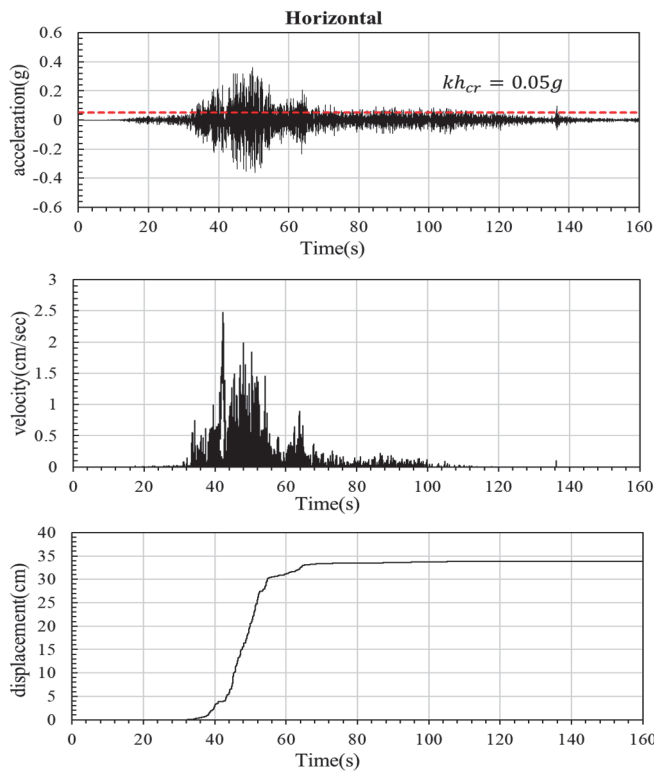 Horizontal
0.6
0.4
0.2
0
-0.2
-0.4
-0.6
acceleration(g)
kh_cr = 0.05g
0 20 40 60 80 100 120 140 160
Time(s)
3
2.5
2
1.5
1
0.5
0
velocity(cm/sec)
0 20 40 60 80 100 120 140 160
Time(s)
40
35
30
25
20
15
10
5
0
displacement(cm)
0 20 40 60 80 100 120 140 160
Time(s)